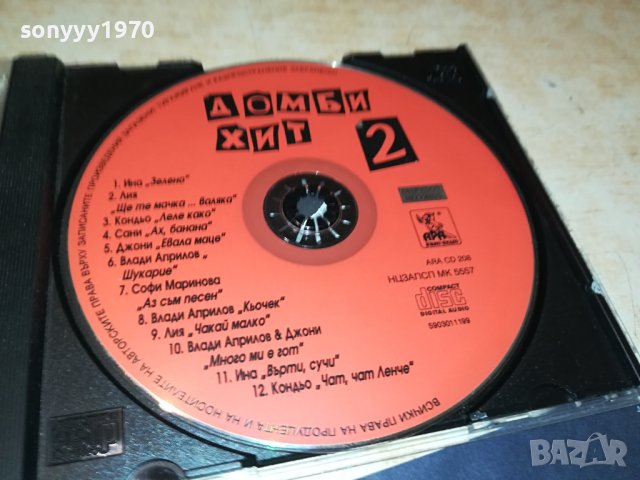 sonyyy1970
ДОМБИ
ХИТ 2
1. Ина „Зелена"
2. Лия
„Ще те мачка ... Валяка"
3. Кондьо „Леле како"
4. Сани „Ах, банана"
5. Джони „Евала маце"
6. Влади Априлов „
Шукарие"
7. Софи Маринова
„Аз съм песен"
8. Влади Априлов „Кьочек"
9. Лия „Чакай малко"
10. Влади Априлов & Джони
„Много ми е гот"
11. Ина „Върти, сучи"
12. Кондьо „Чат, чат Ленче"
ARA CD 208
НЦЗАПСП МК 5557
COMPACT
disc
DIGITAL AUDIO
5903011199
ВСИЧКИ ПРАВА НА ПРОДУЦЕНТА И НА НОСИТЕЛИТЕ НА АВТОРСКИТЕ ПРАВА ВЪРХУ ЗАПИСАНИТЕ ПРОИЗВЕДЕНИЯ
BAZAR